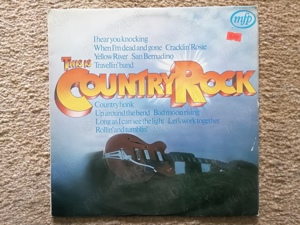 mfp
I hear you knocking
When I'm dead and gone Cracklin' Rosie
Yellow River San Bernadino
Travellin' band
THIS IS
COUNTRY ROCK
Country honk
Up around the bend Bad moon rising
Long as I can see the light Let's work together
Rollin' and tumblin'